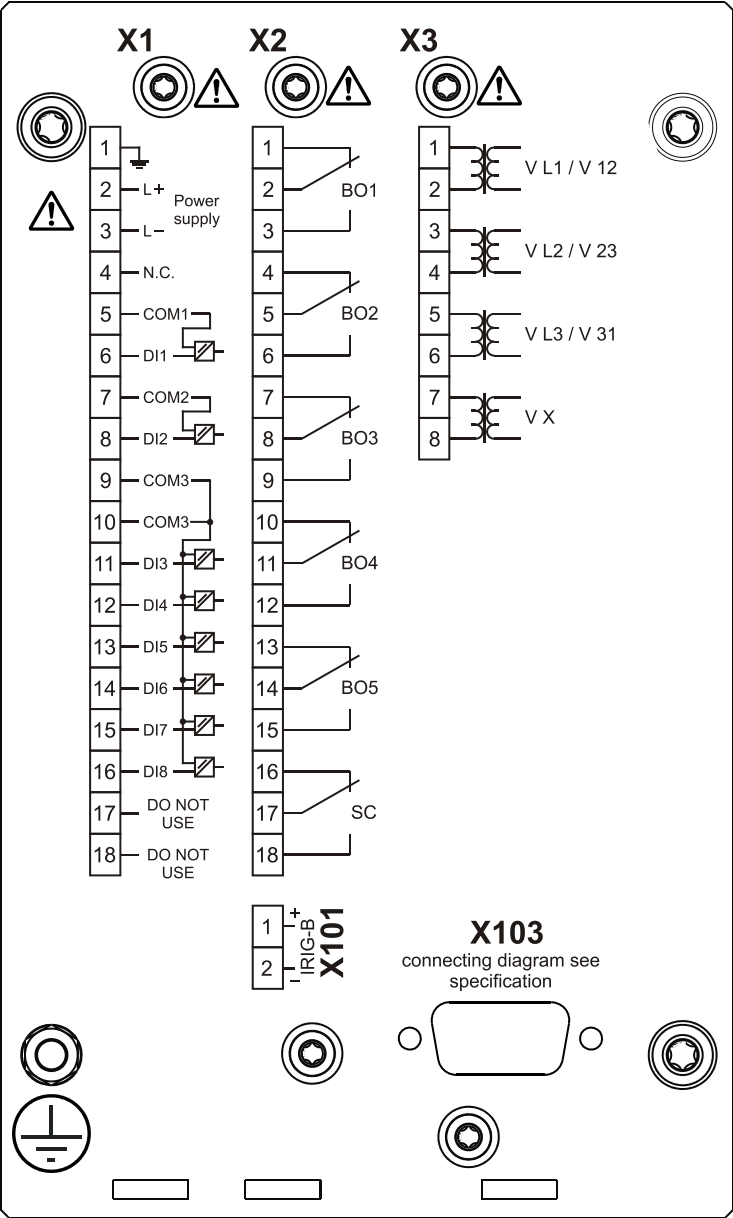 X1 X2 X3
1
2 L+ Power supply
3 L−
4 N.C.
5 COM1
6 DI1
7 COM2
8 DI2
9 COM3
10 COM3
11 DI3
12 DI4
13 DI5
14 DI6
15 DI7
16 DI8
17 DO NOT USE
18 DO NOT USE
1
2 BO1
3
4
5 BO2
6
7
8 BO3
9
10
11 BO4
12
13
14 BO5
15
16
17 SC
18
1 V L1 / V 12
2
3 V L2 / V 23
4
5 V L3 / V 31
6
7 V X
8
1 +
2 −
IRIG-B
X101
X103
connecting diagram see
specification